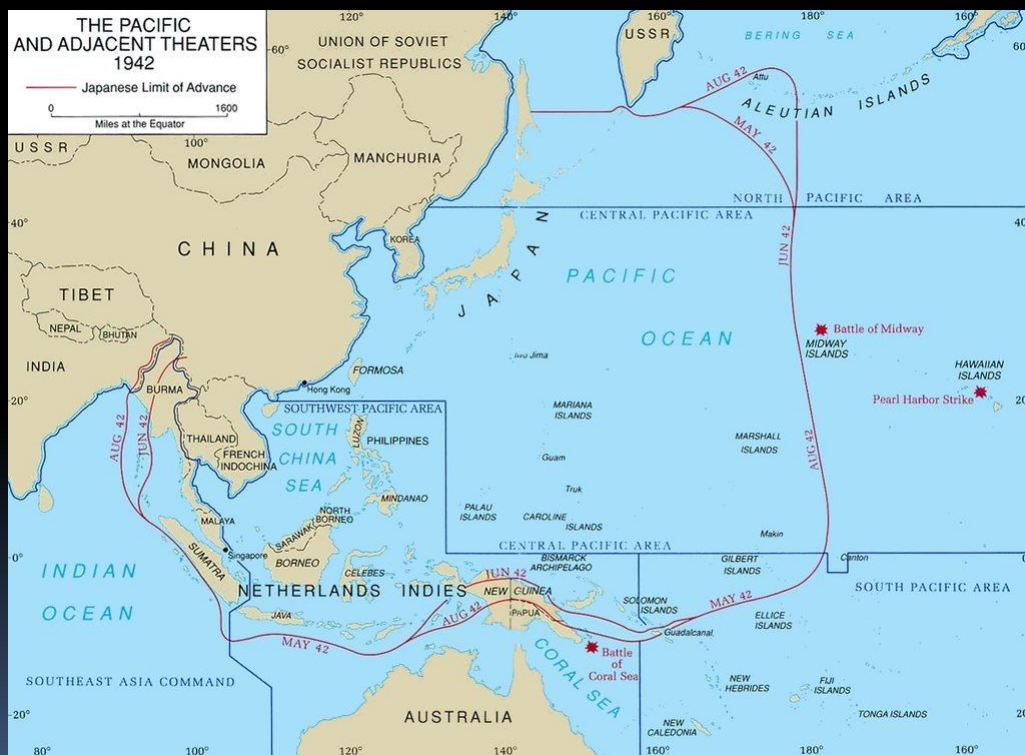 THE PACIFIC
AND ADJACENT THEATERS
1942
Japanese Limit of Advance
0 1600
Miles at the Equator
120° 140° 160° 180° 160°
UNION OF SOVIET
SOCIALIST REPUBLICS
USSR
BERING SEA
60° 60
AUG 42
Attu
ALEUTIAN ISLANDS
MAY 42
USSR
100°
MONGOLIA
MANCHURIA
NORTH PACIFIC AREA
CENTRAL PACIFIC AREA
40° 40
KOREA
JAPAN
CHINA
JUN 42
PACIFIC
OCEAN
TIBET
NEPAL
BHUTAN
INDIA
Battle of Midway
MIDWAY
ISLANDS
Iwo Jima
HAWAIIAN
ISLANDS
Pearl Harbor Strike
FORMOSA
Hong Kong
BURMA
20° 20
SOUTHWEST PACIFIC AREA
MARIANA
ISLANDS
AUG 42
JUN 42
THAILAND
FRENCH
INDOCHINA
SOUTH
CHINA
SEA
LUZON
PHILIPPINES
MARSHALL
ISLANDS
AUG 42
Guam
MINDANAO
Truk
PALAU
ISLANDS
CAROLINE
ISLANDS
MALAYA
NORTH
BORNEO
SARAWAK
Makin
CENTRAL PACIFIC AREA
0° 0
Singapore
SUMATRA
BORNEO
CELEBES
BISMARCK
ARCHIPELAGO
GILBERT
ISLANDS
Canton
INDIAN
OCEAN
JUN 42
NETHERLANDS INDIES
NEW GUINEA
SOUTH PACIFIC AREA
SOLOMON
ISLANDS
MAY 42
JAVA
AUG 42
PAPUA
ELLICE
ISLANDS
Guadalcanal
MAY 42
Battle
of
Coral Sea
CORAL SEA
SOUTHEAST ASIA COMMAND
NEW
HEBRIDES
FIJI
ISLANDS
TONGA ISLANDS
20° 20
AUSTRALIA
NEW
CALEDONIA
80° 100° 120° 140° 160° 180° 160°